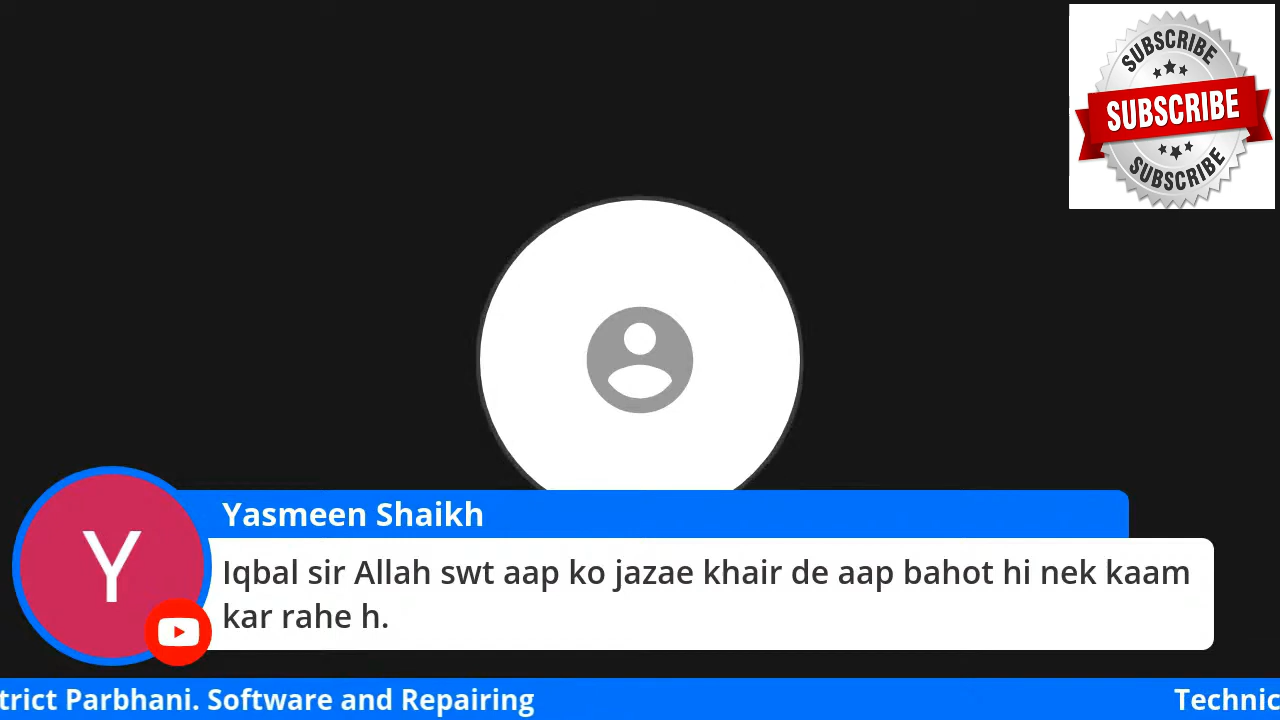 SUBSCRIBE
SUBSCRIBE
SUBSCRIBE
Y
Yasmeen Shaikh
Iqbal sir Allah swt aap ko jazae khair de aap bahot hi nek kaam
kar rahe h.
trict Parbhani. Software and Repairing Technic